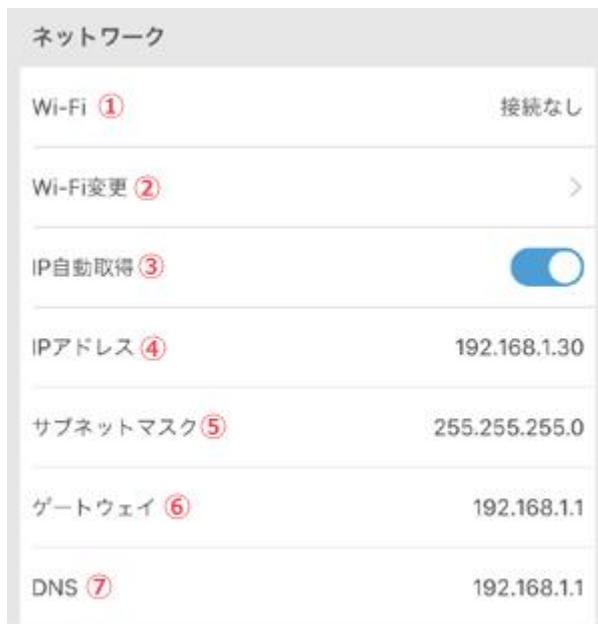 ネットワーク
Wi-Fi ① 接続なし
Wi-Fi変更 ② >
IP自動取得 ③
IPアドレス ④ 192.168.1.30
サブネットマスク ⑤ 255.255.255.0
ゲートウェイ ⑥ 192.168.1.1
DNS ⑦ 192.168.1.1